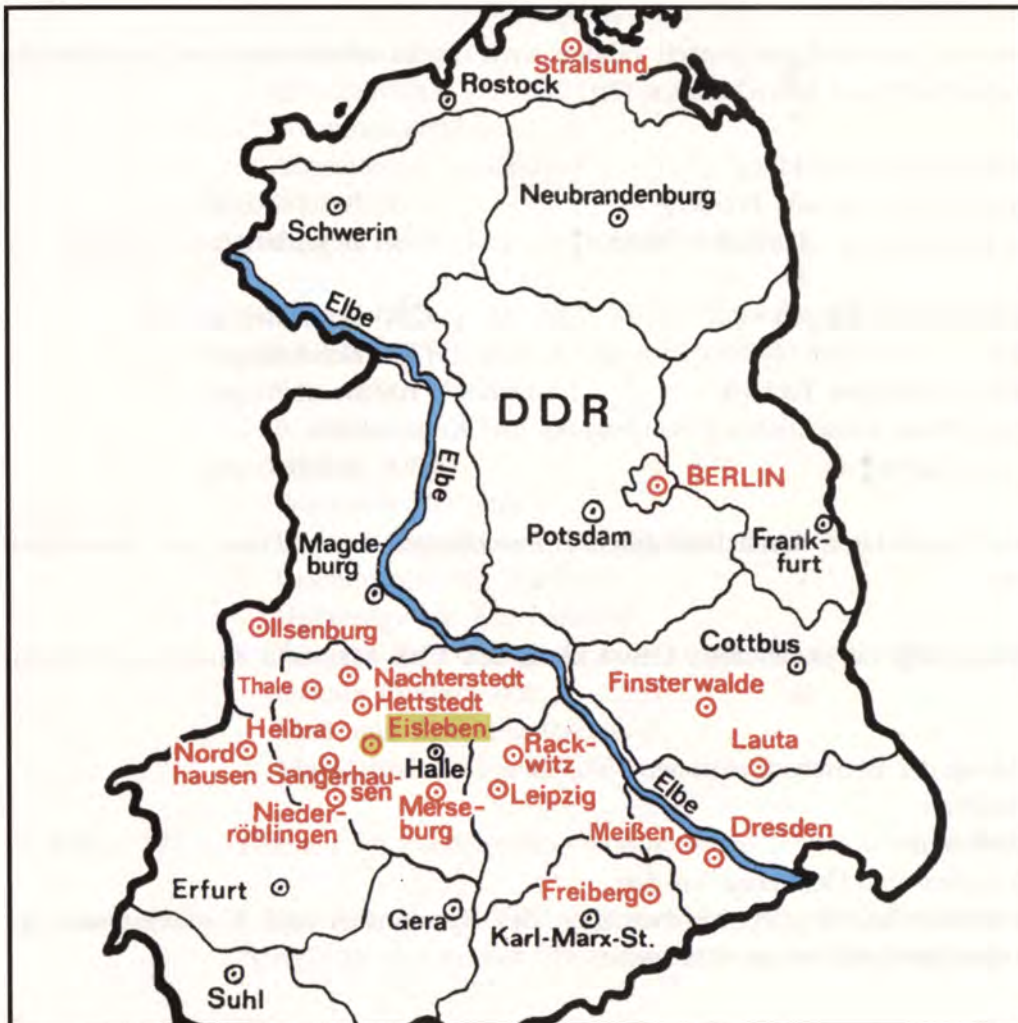 Stralsund
Rostock
Neubrandenburg
Schwerin
Elbe
DDR
Elbe
BERLIN
Potsdam
Frank-
furt
Magde-
burg
Ilsenburg
Cottbus
Thale
Nachterstedt
Hettstedt
Finsterwalde
Helbra
Eisleben
Nord
hausen
Sangerhau-
sen
Halle
Rack-
witz
Lauta
Leipzig
Nieder-
röblingen
Merse-
burg
Elbe
Meißen
Dresden
Erfurt
Gera
Freiberg
Karl-Marx-St.
Suhl